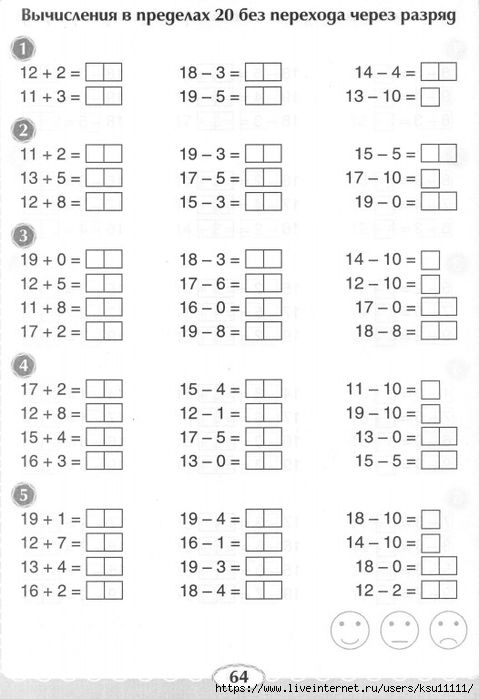 Вычисления в пределах 20 без перехода через разряд
1
12 + 2 = 18 – 3 = 14 – 4 =
11 + 3 = 19 – 5 = 13 – 10 =
2
11 + 2 = 19 – 3 = 15 – 5 =
13 + 5 = 17 – 5 = 17 – 10 =
12 + 8 = 15 – 3 = 19 – 0 =
3
19 + 0 = 18 – 3 = 14 – 10 =
12 + 5 = 17 – 6 = 12 – 10 =
11 + 8 = 16 – 0 = 17 – 0 =
17 + 2 = 19 – 8 = 18 – 8 =
4
17 + 2 = 15 – 4 = 11 – 10 =
12 + 8 = 12 – 1 = 19 – 10 =
15 + 4 = 17 – 5 = 13 – 0 =
16 + 3 = 13 – 0 = 15 – 5 =
5
19 + 1 = 19 – 4 = 18 – 10 =
12 + 7 = 16 – 1 = 14 – 10 =
13 + 4 = 19 – 3 = 18 – 0 =
16 + 2 = 18 – 4 = 12 – 2 =
64
https://www.liveinternet.ru/users/ksu11111/